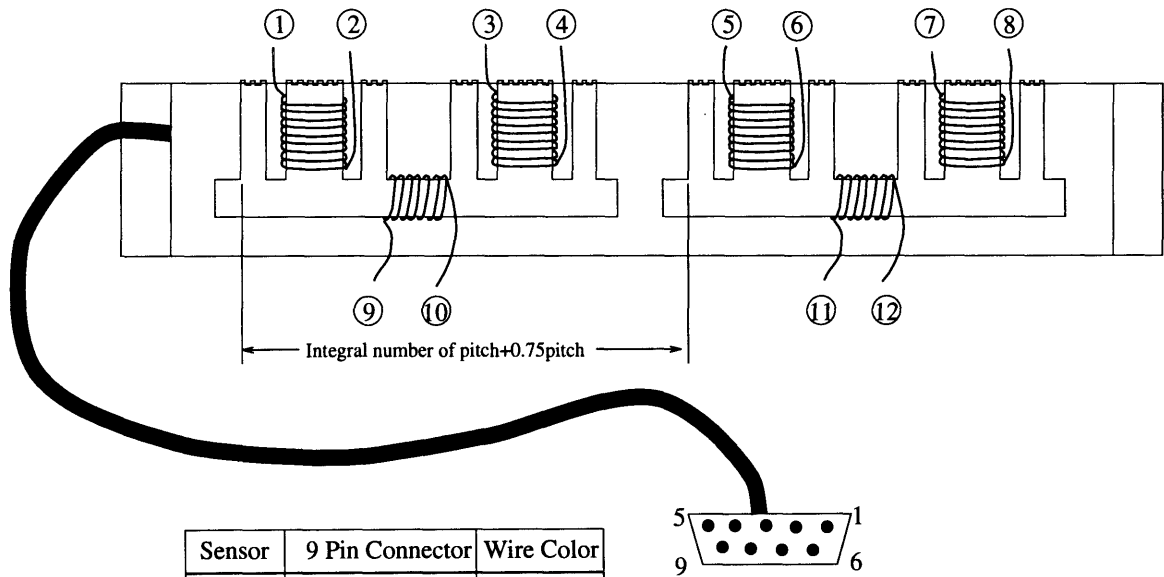 ① ② ③ ④ ⑤ ⑥ ⑦ ⑧
⑨ ⑩ ⑪ ⑫
Integral number of pitch+0.75pitch
5 1
9 6
Sensor 9 Pin Connector Wire Color